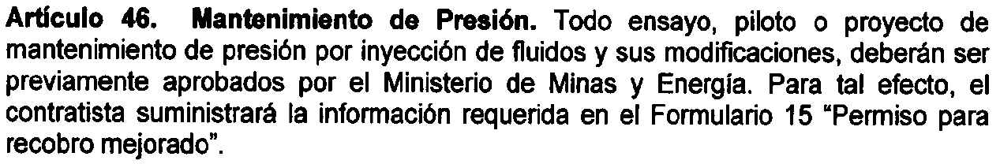 Artículo 46. Mantenimiento de Presión. Todo ensayo, piloto o proyecto de
mantenimiento de presión por inyección de fluidos y sus modificaciones, deberán ser
previamente aprobados por el Ministerio de Minas y Energía. Para tal efecto, el
contratista suministrará la información requerida en el Formulario 15 “Permiso para
recobro mejorado”.